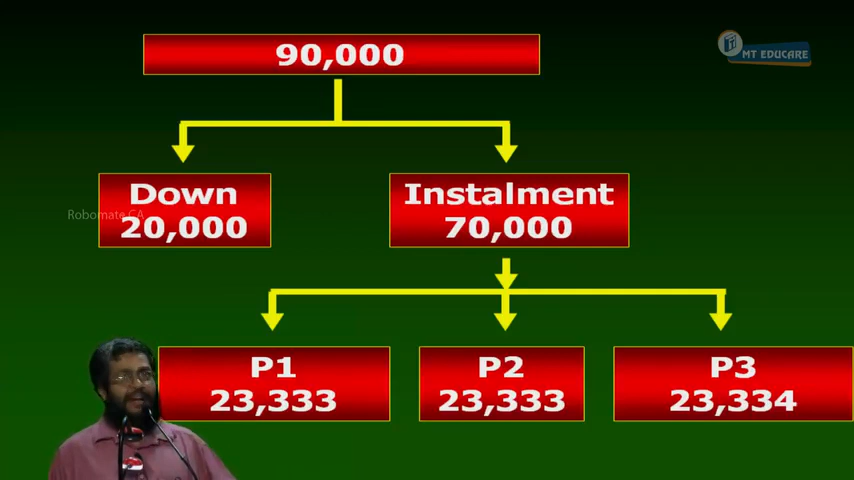 90,000
MT EDUCARE
Down
20,000
Instalment
70,000
Robomate.CA
P1
23,333
P2
23,333
P3
23,334